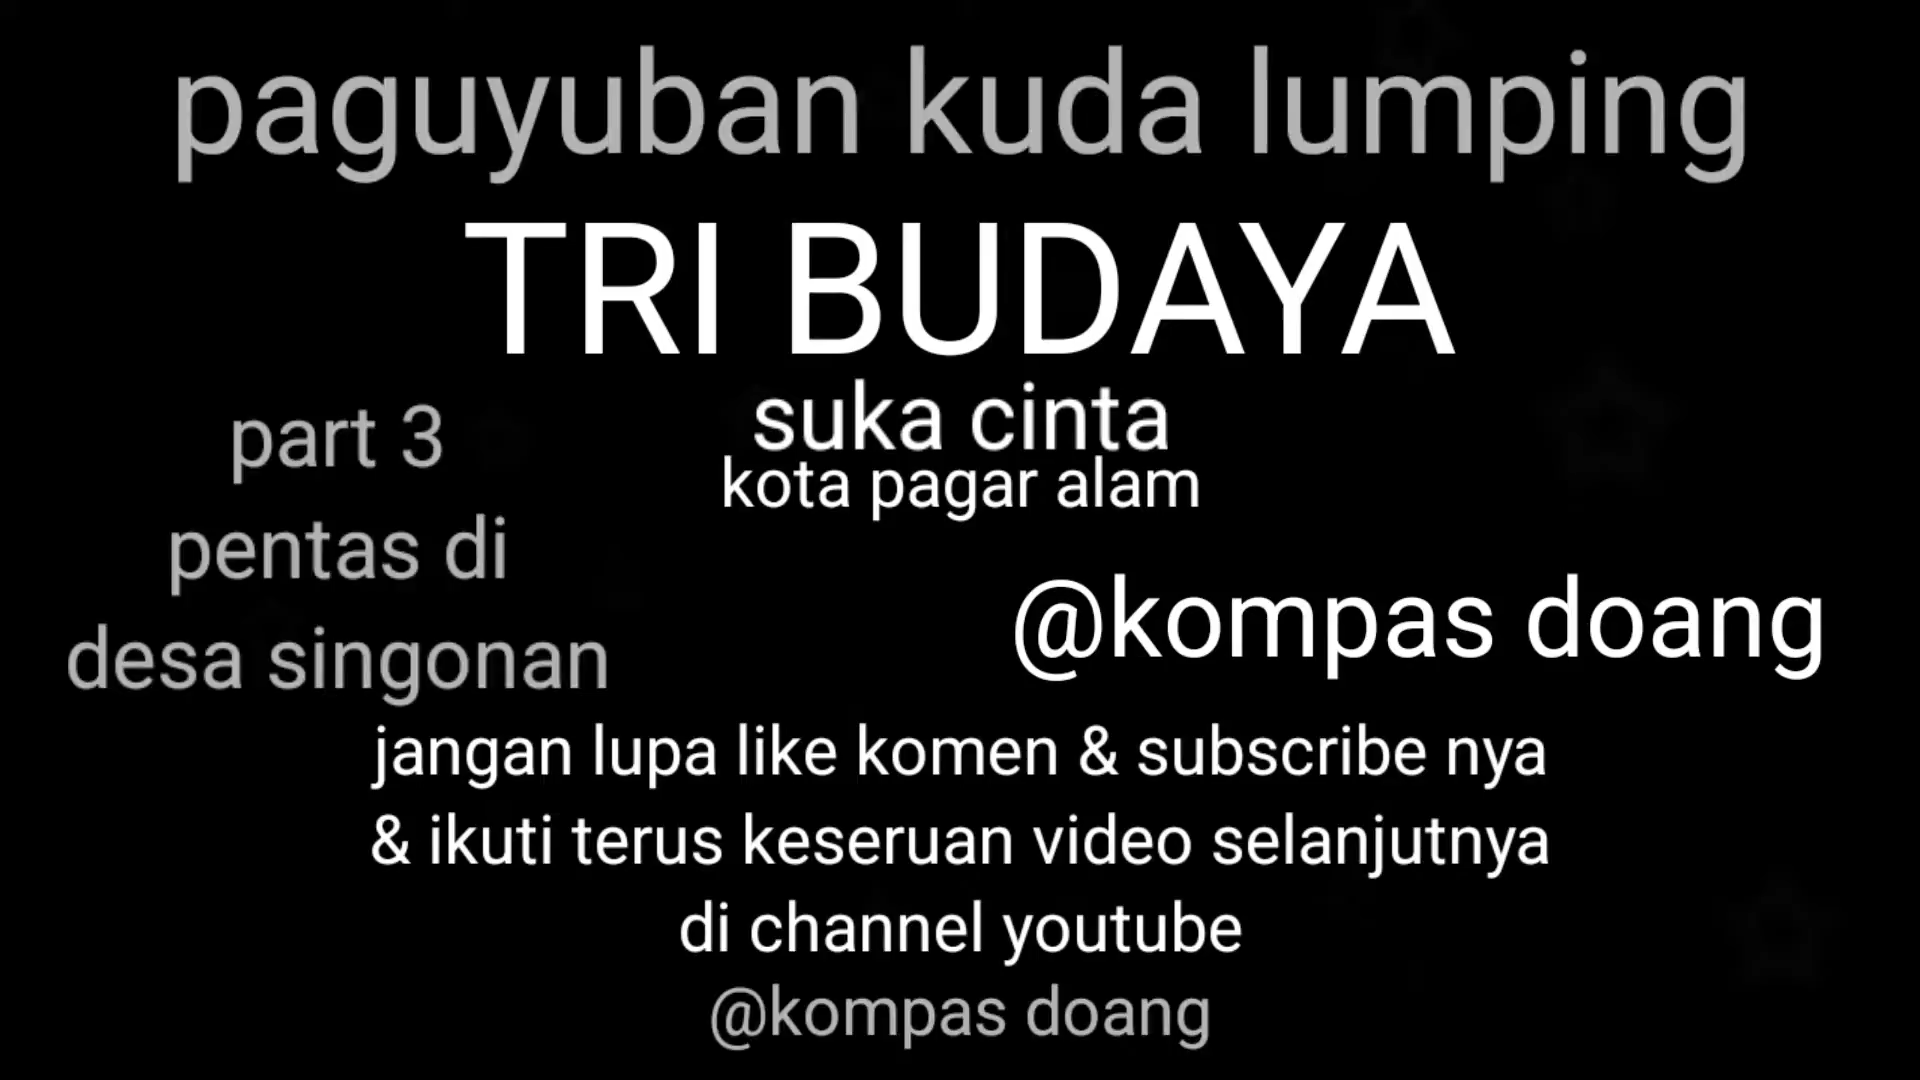 paguyuban kuda lumping
TRI BUDAYA
suka cinta
kota pagar alam
part 3
pentas di
desa singonan
@kompas doang
jangan lupa like komen & subscribe nya
& ikuti terus keseruan video selanjutnya
di channel youtube
@kompas doang